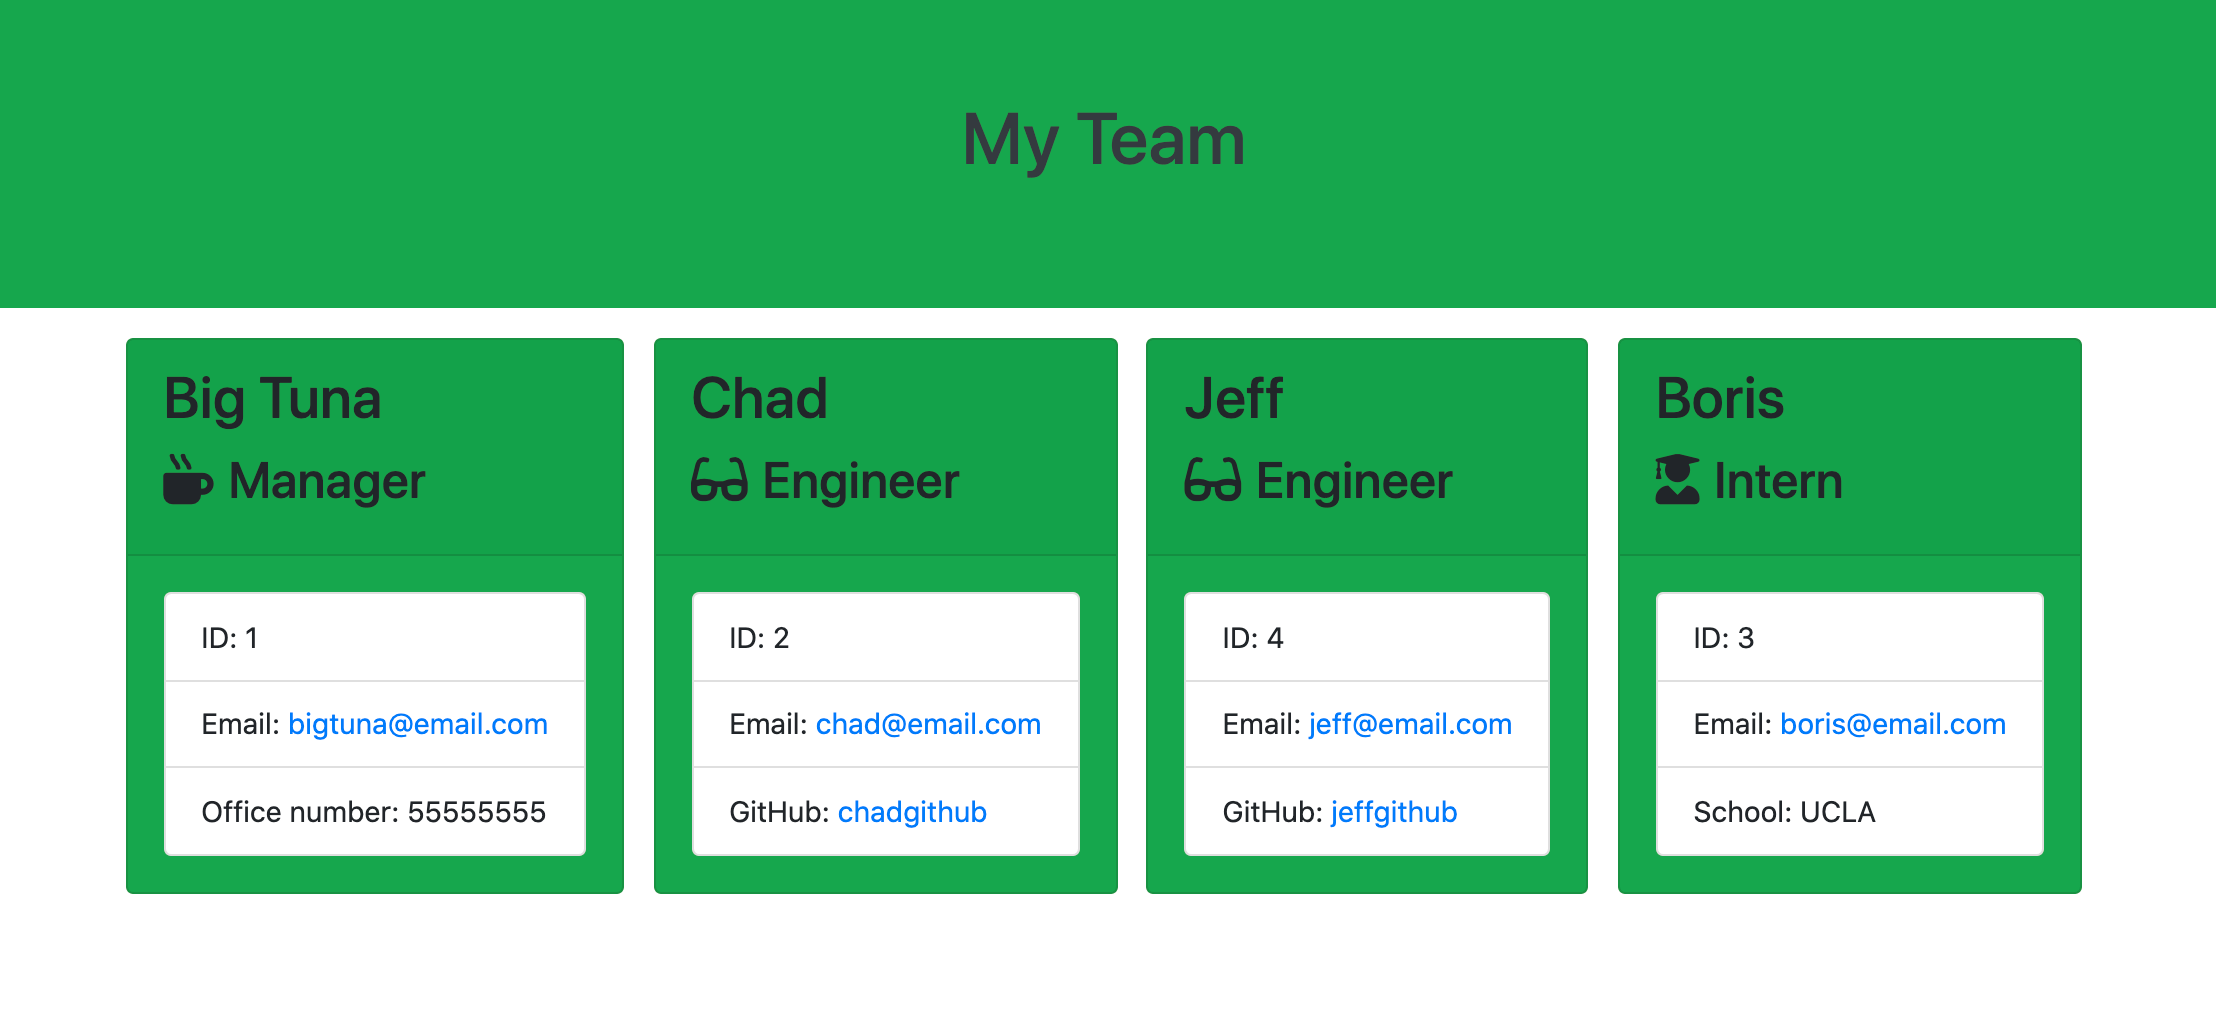 My Team
Big Tuna
Manager
ID: 1
Email: bigtuna@email.com
Office number: 55555555
Chad
Engineer
ID: 2
Email: chad@email.com
GitHub: chadgithub
Jeff
Engineer
ID: 4
Email: jeff@email.com
GitHub: jeffgithub
Boris
Intern
ID: 3
Email: boris@email.com
School: UCLA